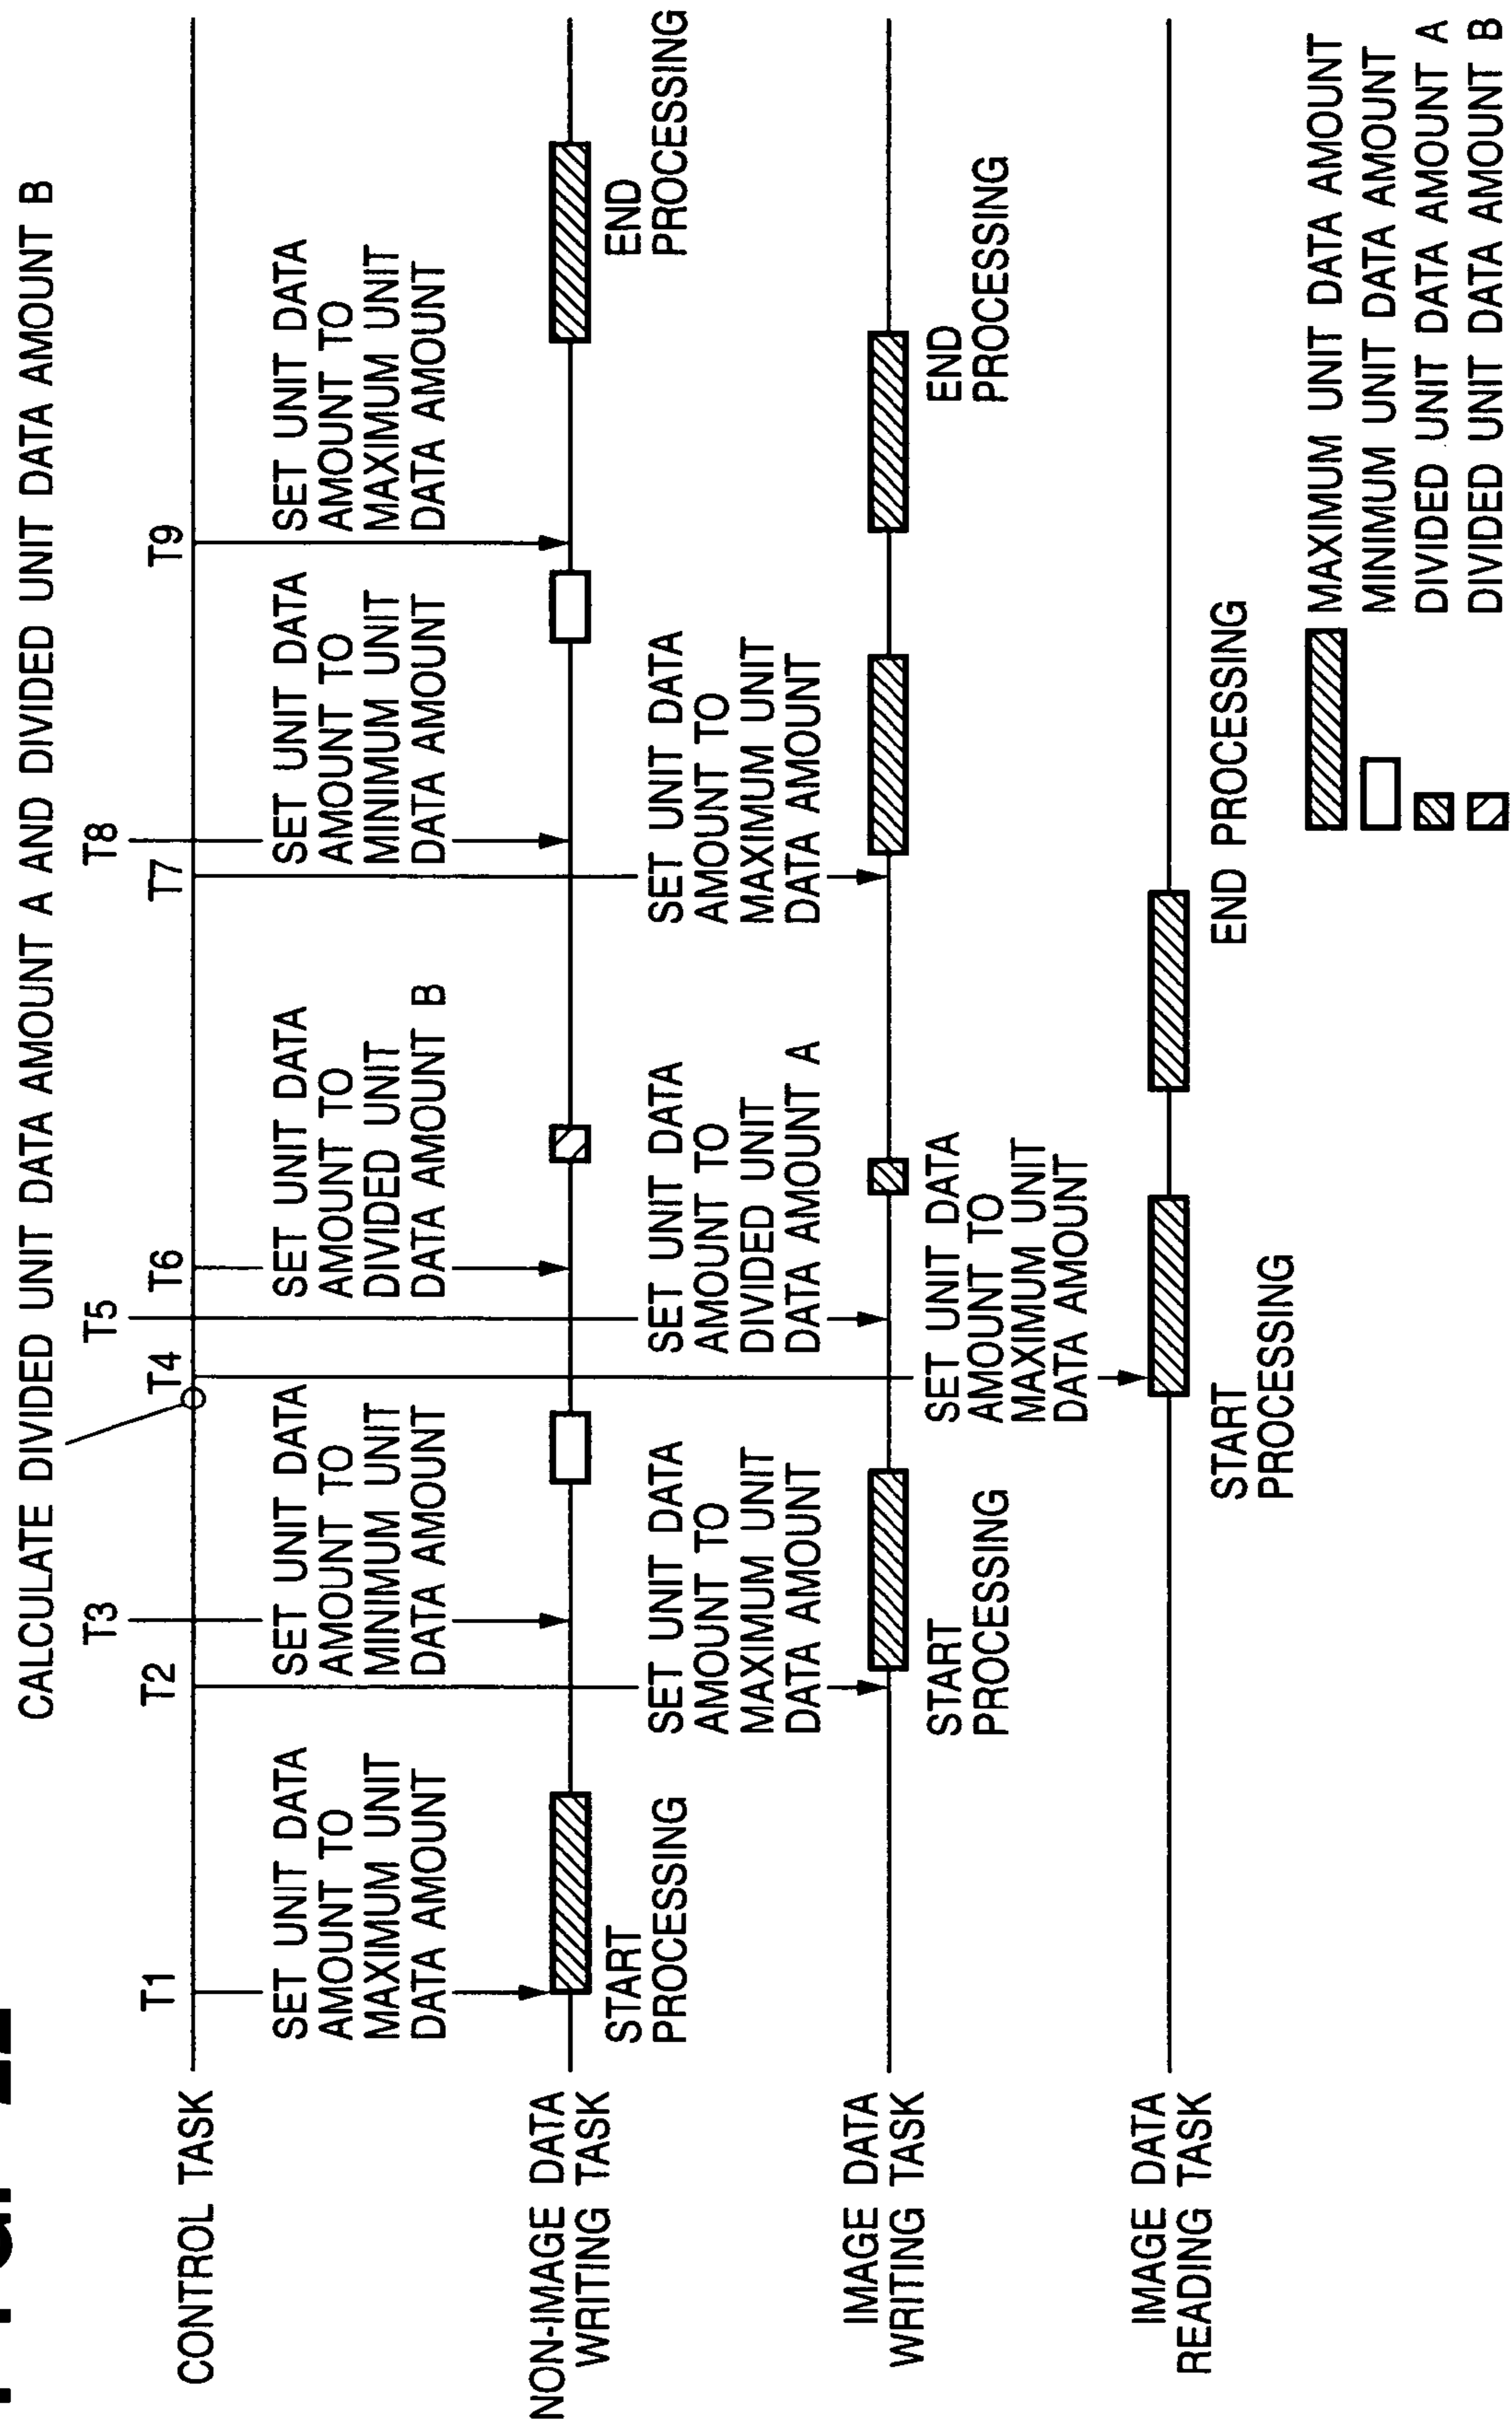 CALCULATE DIVIDED UNIT DATA AMOUNT A AND DIVIDED UNIT DATA AMOUNT B
T1
T2
T3
T4
T5
T6
T7
T8
T9
CONTROL TASK
SET UNIT DATA
AMOUNT TO
MAXIMUM UNIT
DATA AMOUNT
SET UNIT DATA
AMOUNT TO
MINIMUM UNIT
DATA AMOUNT
SET UNIT DATA
AMOUNT TO
DIVIDED UNIT
DATA AMOUNT B
SET UNIT DATA
AMOUNT TO
MINIMUM UNIT
DATA AMOUNT
SET UNIT DATA
AMOUNT TO
MAXIMUM UNIT
DATA AMOUNT
NON-IMAGE DATA
WRITING TASK
START
PROCESSING
END
PROCESSING
SET UNIT DATA
AMOUNT TO
MAXIMUM UNIT
DATA AMOUNT
SET UNIT DATA
AMOUNT TO
DIVIDED UNIT
DATA AMOUNT A
SET UNIT DATA
AMOUNT TO
MAXIMUM UNIT
DATA AMOUNT
IMAGE DATA
WRITING TASK
START
PROCESSING
END
PROCESSING
SET UNIT DATA
AMOUNT TO
MAXIMUM UNIT
DATA AMOUNT
IMAGE DATA
READING TASK
START
PROCESSING
END PROCESSING
MAXIMUM UNIT DATA AMOUNT
MINIMUM UNIT DATA AMOUNT
DIVIDED UNIT DATA AMOUNT A
DIVIDED UNIT DATA AMOUNT B